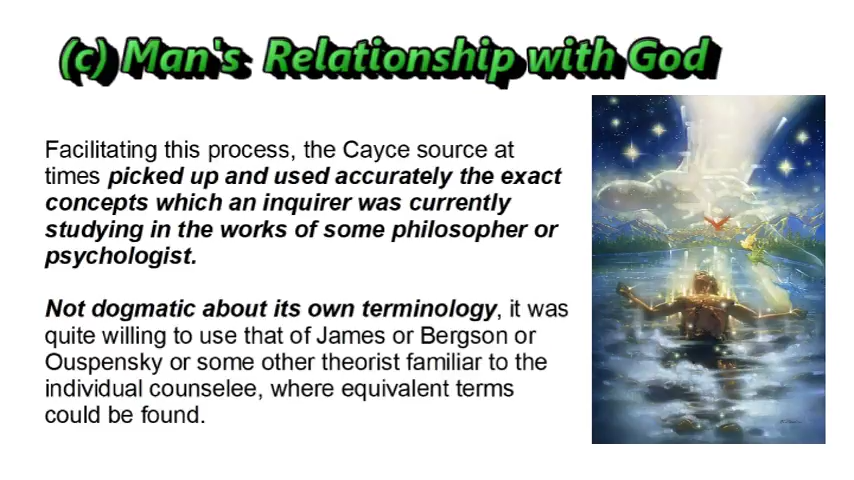 (c) Man's Relationship with God
Facilitating this process, the Cayce source at
times picked up and used accurately the exact
concepts which an inquirer was currently
studying in the works of some philosopher or
psychologist.
Not dogmatic about its own terminology, it was
quite willing to use that of James or Bergson or
Ouspensky or some other theorist familiar to the
individual counselee, where equivalent terms
could be found.